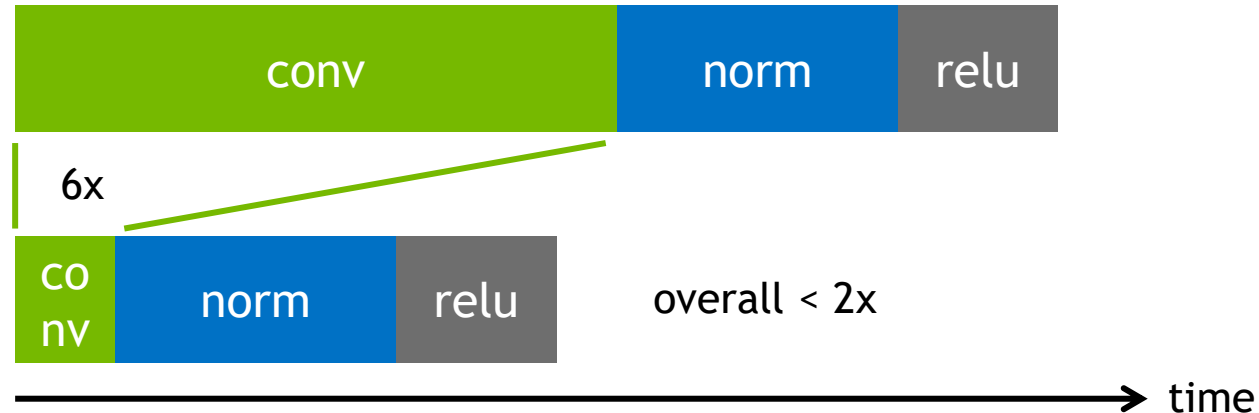 conv norm relu
6x
co
nv
norm relu overall < 2x
time